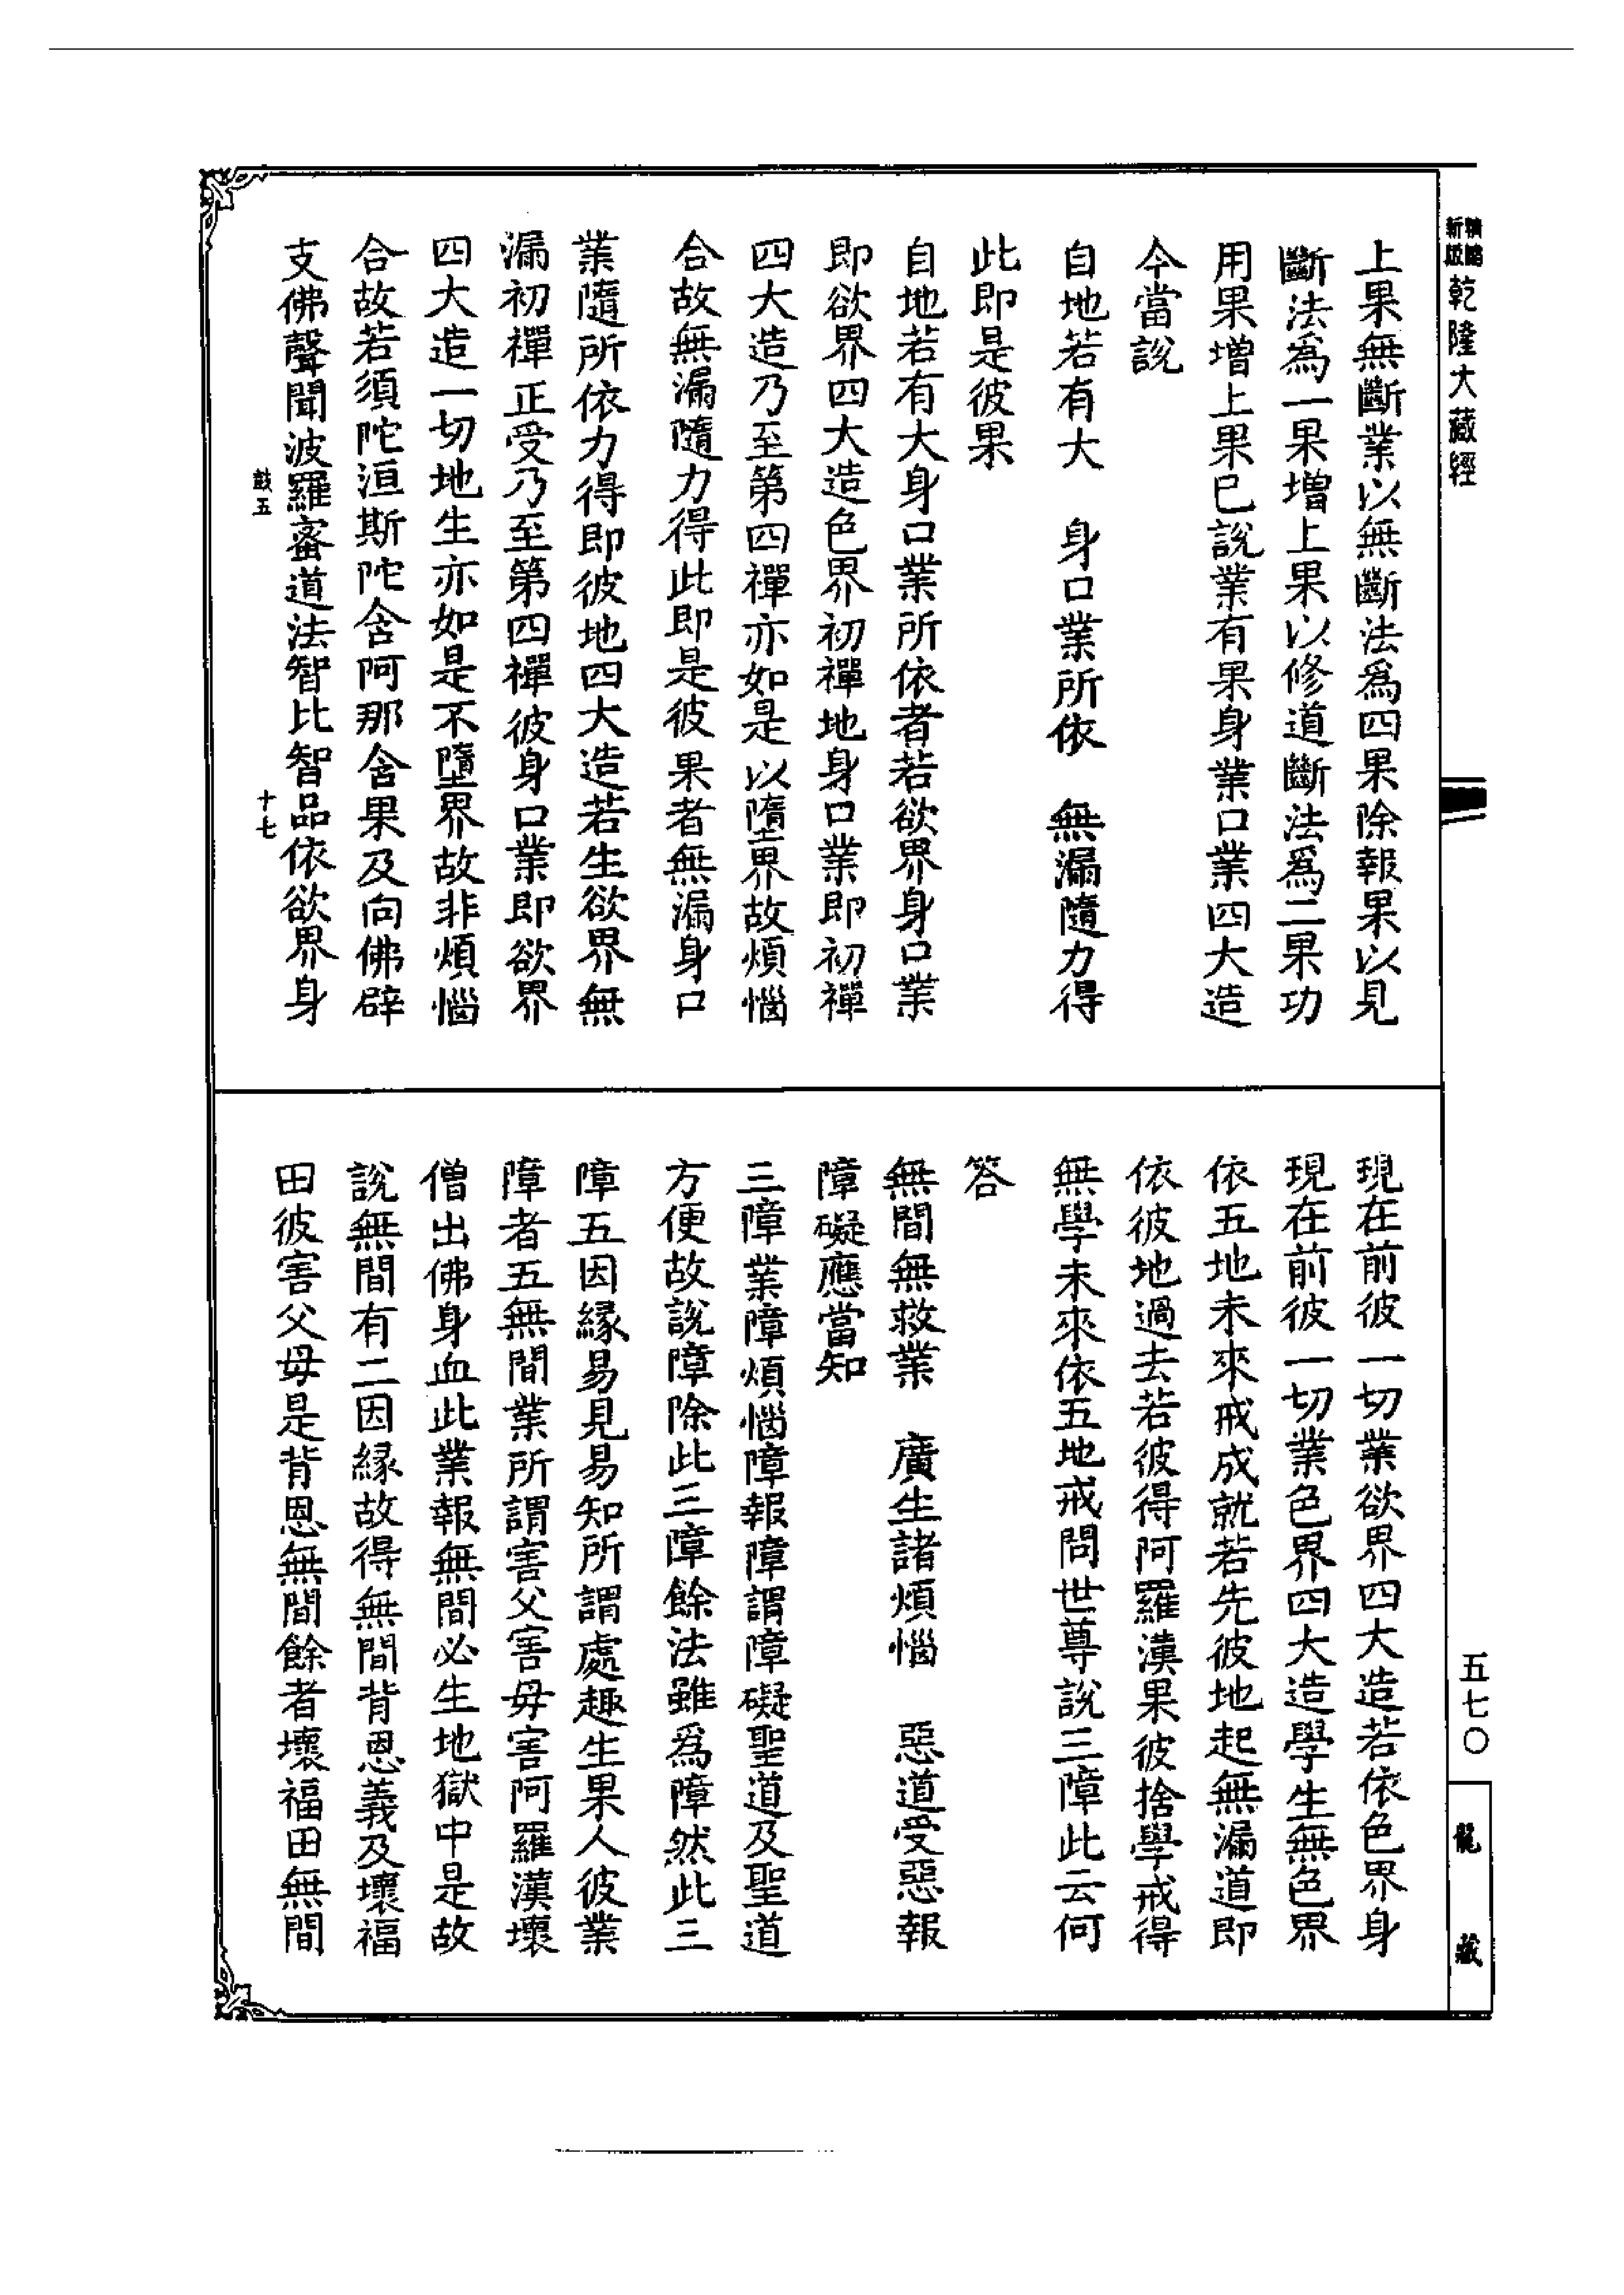 乾隆大藏經
上果無斷業以無斷法爲四果除報果以見
斷法爲一果增上果以修道斷法爲二果功
用果增上果已說業有果身業口業四大造
今當說
自地若有大　身口業所依　無漏隨力得
此即是彼果
自地若有大身口業所依者若欲界身口業
即欲界四大造色界初禪地身口業即初禪
四大造乃至第四禪亦如是以墮界故煩惱
合故無漏隨力得此即是彼果者無漏身口
業隨所依力得即彼地四大造若生欲界無
漏初禪正受乃至第四禪彼身口業即欲界
四大造一切地生亦如是不墮界故非煩惱
合故若須陀洹斯陀含阿那含果及向佛辟
支佛聲聞波羅蜜道法智比智品依欲界身
十七
現在前彼一切業欲界四大造若依色界身
現在前彼一切業色界四大造學生無色界
依五地未來戒成就若先彼地起無漏道即
依彼地過去若彼得阿羅漢果彼捨學戒得
無學未來依五地戒問世尊說三障此云何
答
無間無救業　廣生諸煩惱　惡道受惡報
障礙應當知
三障業障煩惱障報障謂障礙聖道及聖道
方便故說障除此三障餘法雖爲障然此三
障五因緣易見易知所謂處趣生果人彼業
障者五無間業所謂害父害母害阿羅漢壞
僧出佛身血此業報無間必生地獄中是故
說無間有二因緣故得無間背恩義及壞福
田彼害父母是背恩無間餘者壞福田無間
五七〇
龍藏